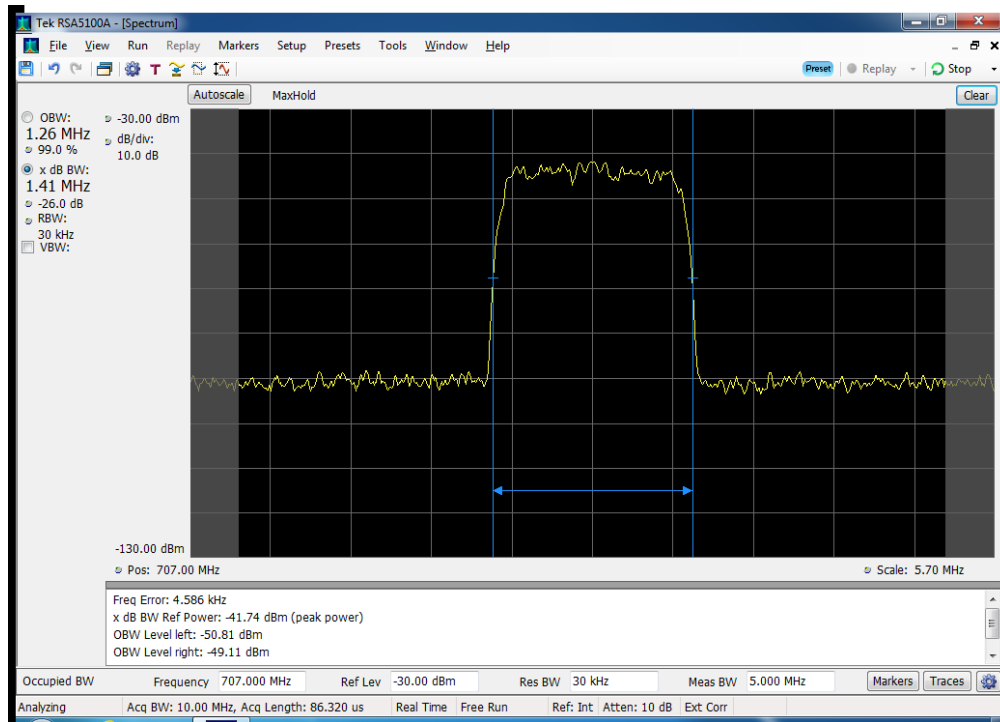 Tek RSA5100A - [Spectrum]
File View Run Replay Markers Setup Presets Tools Window Help
Preset Replay Stop
Autoscale MaxHold Clear
OBW:
1.26 MHz
99.0 %
x dB BW:
1.41 MHz
-26.0 dB
RBW:
30 kHz
VBW:
-30.00 dBm
dB/div:
10.0 dB
-130.00 dBm
Pos: 707.00 MHz Scale: 5.70 MHz
Freq Error: 4.586 kHz
x dB BW Ref Power: -41.74 dBm (peak power)
OBW Level left: -50.81 dBm
OBW Level right: -49.11 dBm
Occupied BW Frequency 707.000 MHz Ref Lev -30.00 dBm Res BW 30 kHz Meas BW 5.000 MHz Markers Traces
Analyzing Acq BW: 10.00 MHz, Acq Length: 86.320 us Real Time Free Run Ref: Int Atten: 10 dB Ext Corr